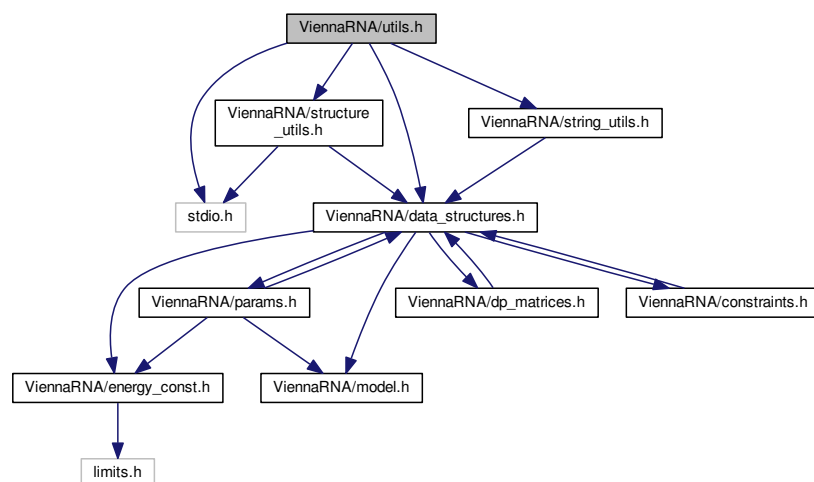 ViennaRNA/utils.h
ViennaRNA/structure
_utils.h
ViennaRNA/string_utils.h
stdio.h
ViennaRNA/data_structures.h
ViennaRNA/params.h
ViennaRNA/dp_matrices.h
ViennaRNA/constraints.h
ViennaRNA/energy_const.h
ViennaRNA/model.h
limits.h